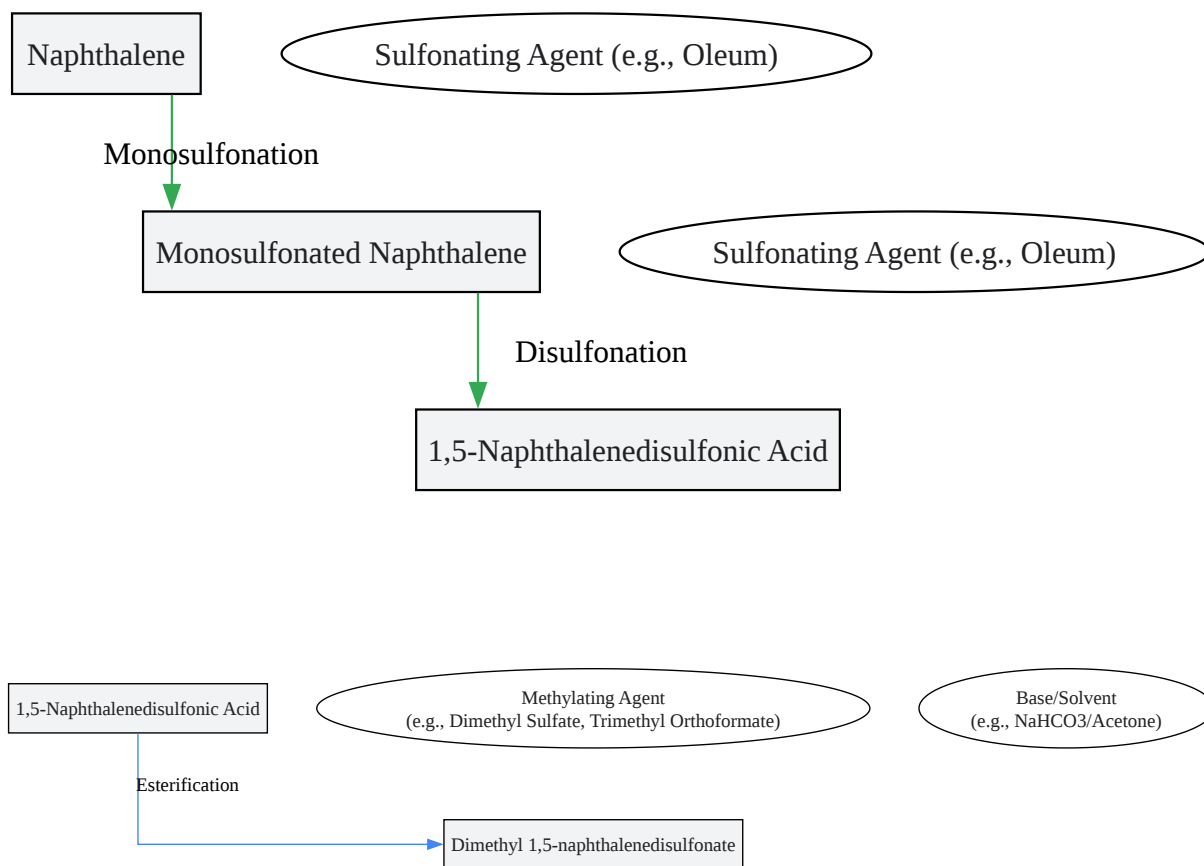 Naphthalene
Sulfonating Agent (e.g., Oleum)
Monosulfonation
Monosulfonated Naphthalene
Sulfonating Agent (e.g., Oleum)
Disulfonation
1,5-Naphthalenedisulfonic Acid
1,5-Naphthalenedisulfonic Acid
Methylating Agent
(e.g., Dimethyl Sulfate, Trimethyl Orthoformate)
Base/Solvent
(e.g., NaHCO3/Acetone)
Esterification
Dimethyl 1,5-naphthalenedisulfonate